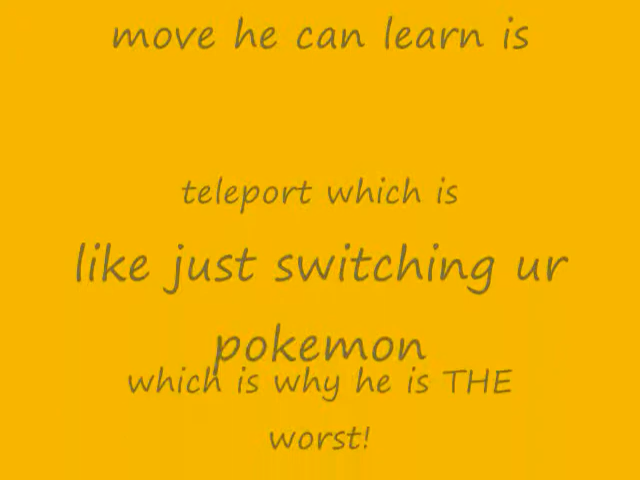 move he can learn is
teleport which is
like just switching ur
pokemon
which is why he is THE
worst!